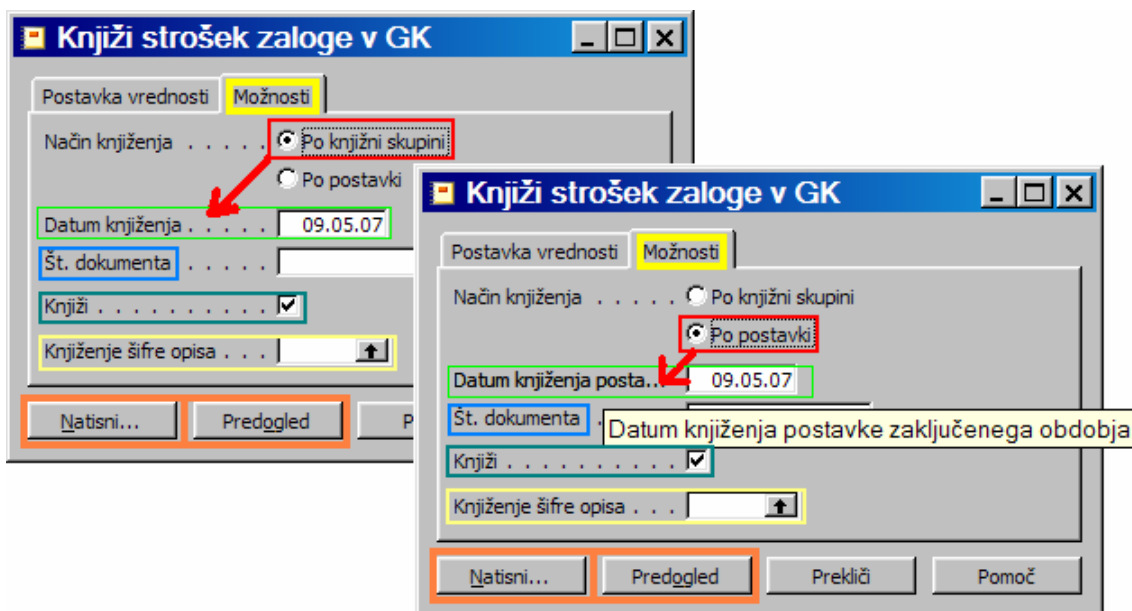 Knjiži strošek zaloge v GK
Postavka vrednosti Možnosti
Način knjiženja . . . . . Po knjižni skupini
Po postavki
Datum knjiženja . . . . . 09.05.07
Št. dokumenta . . . . .
Knjiži . . . . . . . . . .
Knjiženje šifre opisa . . .
Natisni... Predogled P
Knjiži strošek zaloge v GK
Postavka vrednosti Možnosti
Način knjiženja . . . . . Po knjižni skupini
Po postavki
Datum knjiženja posta... 09.05.07
Št. dokumenta .
Datum knjiženja postavke zaključenega obdobja
Knjiži . . . . . . . . . .
Knjiženje šifre opisa . . .
Natisni... Predogled Prekliči Pomoč